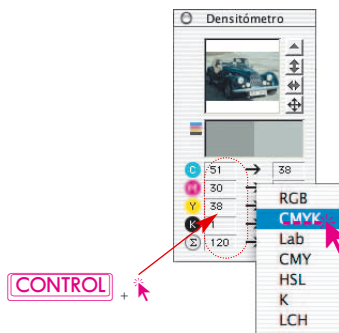 Densitómetro
C 51 38
M 30
Y 38
K 1
Σ 120
RGB
CMYK
Lab
CMY
HSL
K
LCH
CONTROL +